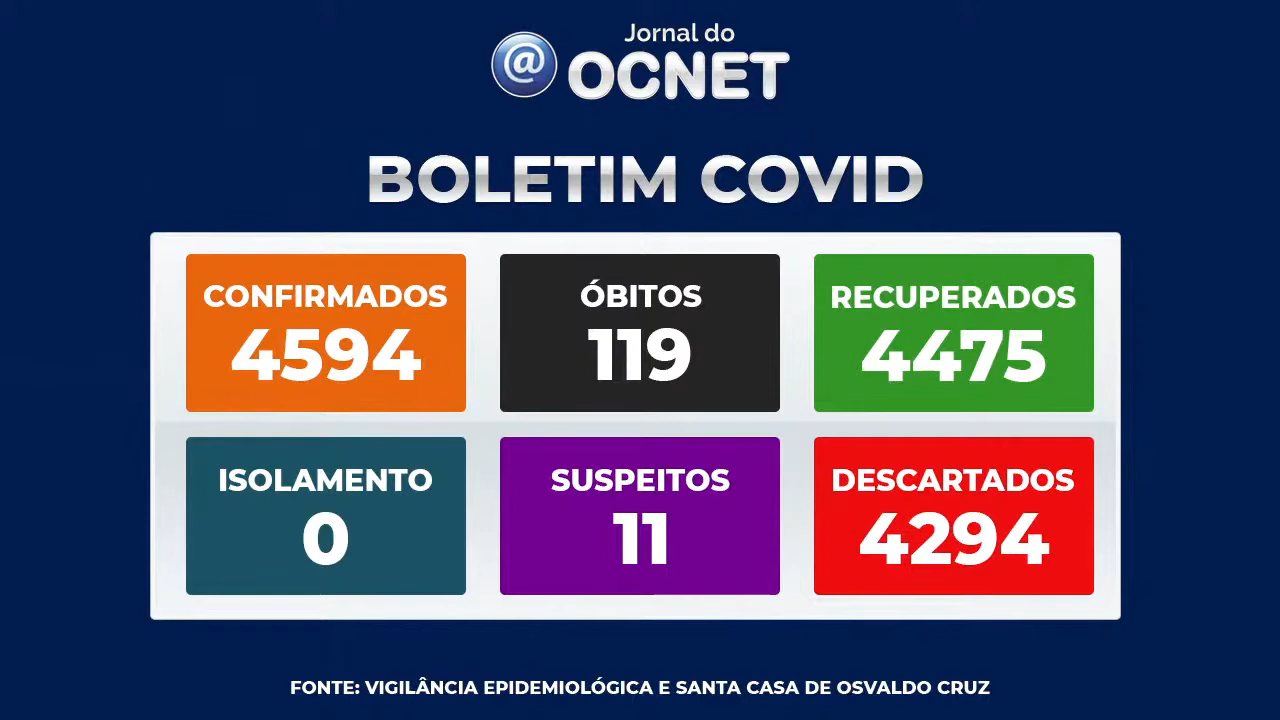 Jornal do
@ OCNET
BOLETIM COVID
CONFIRMADOS
4594
ÓBITOS
119
RECUPERADOS
4475
ISOLAMENTO
0
SUSPEITOS
11
DESCARTADOS
4294
FONTE: VIGILÂNCIA EPIDEMIOLÓGICA E SANTA CASA DE OSVALDO CRUZ